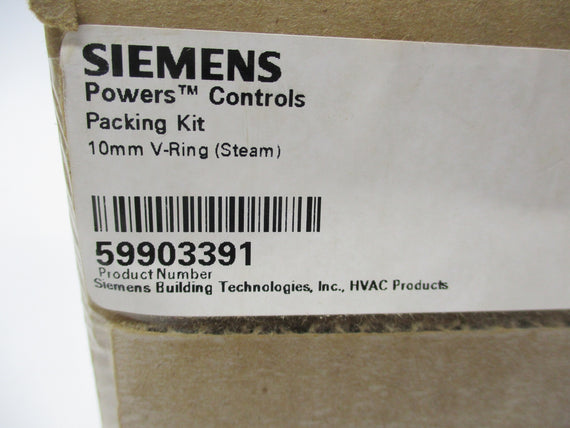 SIEMENS
Powers™ Controls
Packing Kit
10mm V-Ring (Steam)
59903391
Product Number
Siemens Building Technologies, Inc., HVAC Products